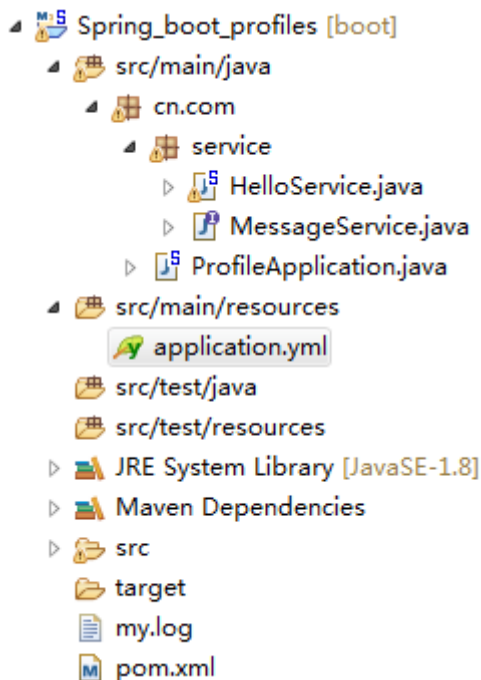 Spring_boot_profiles [boot]
src/main/java
cn.com
service
HelloService.java
MessageService.java
ProfileApplication.java
src/main/resources
application.yml
src/test/java
src/test/resources
JRE System Library [JavaSE-1.8]
Maven Dependencies
src
target
my.log
pom.xml